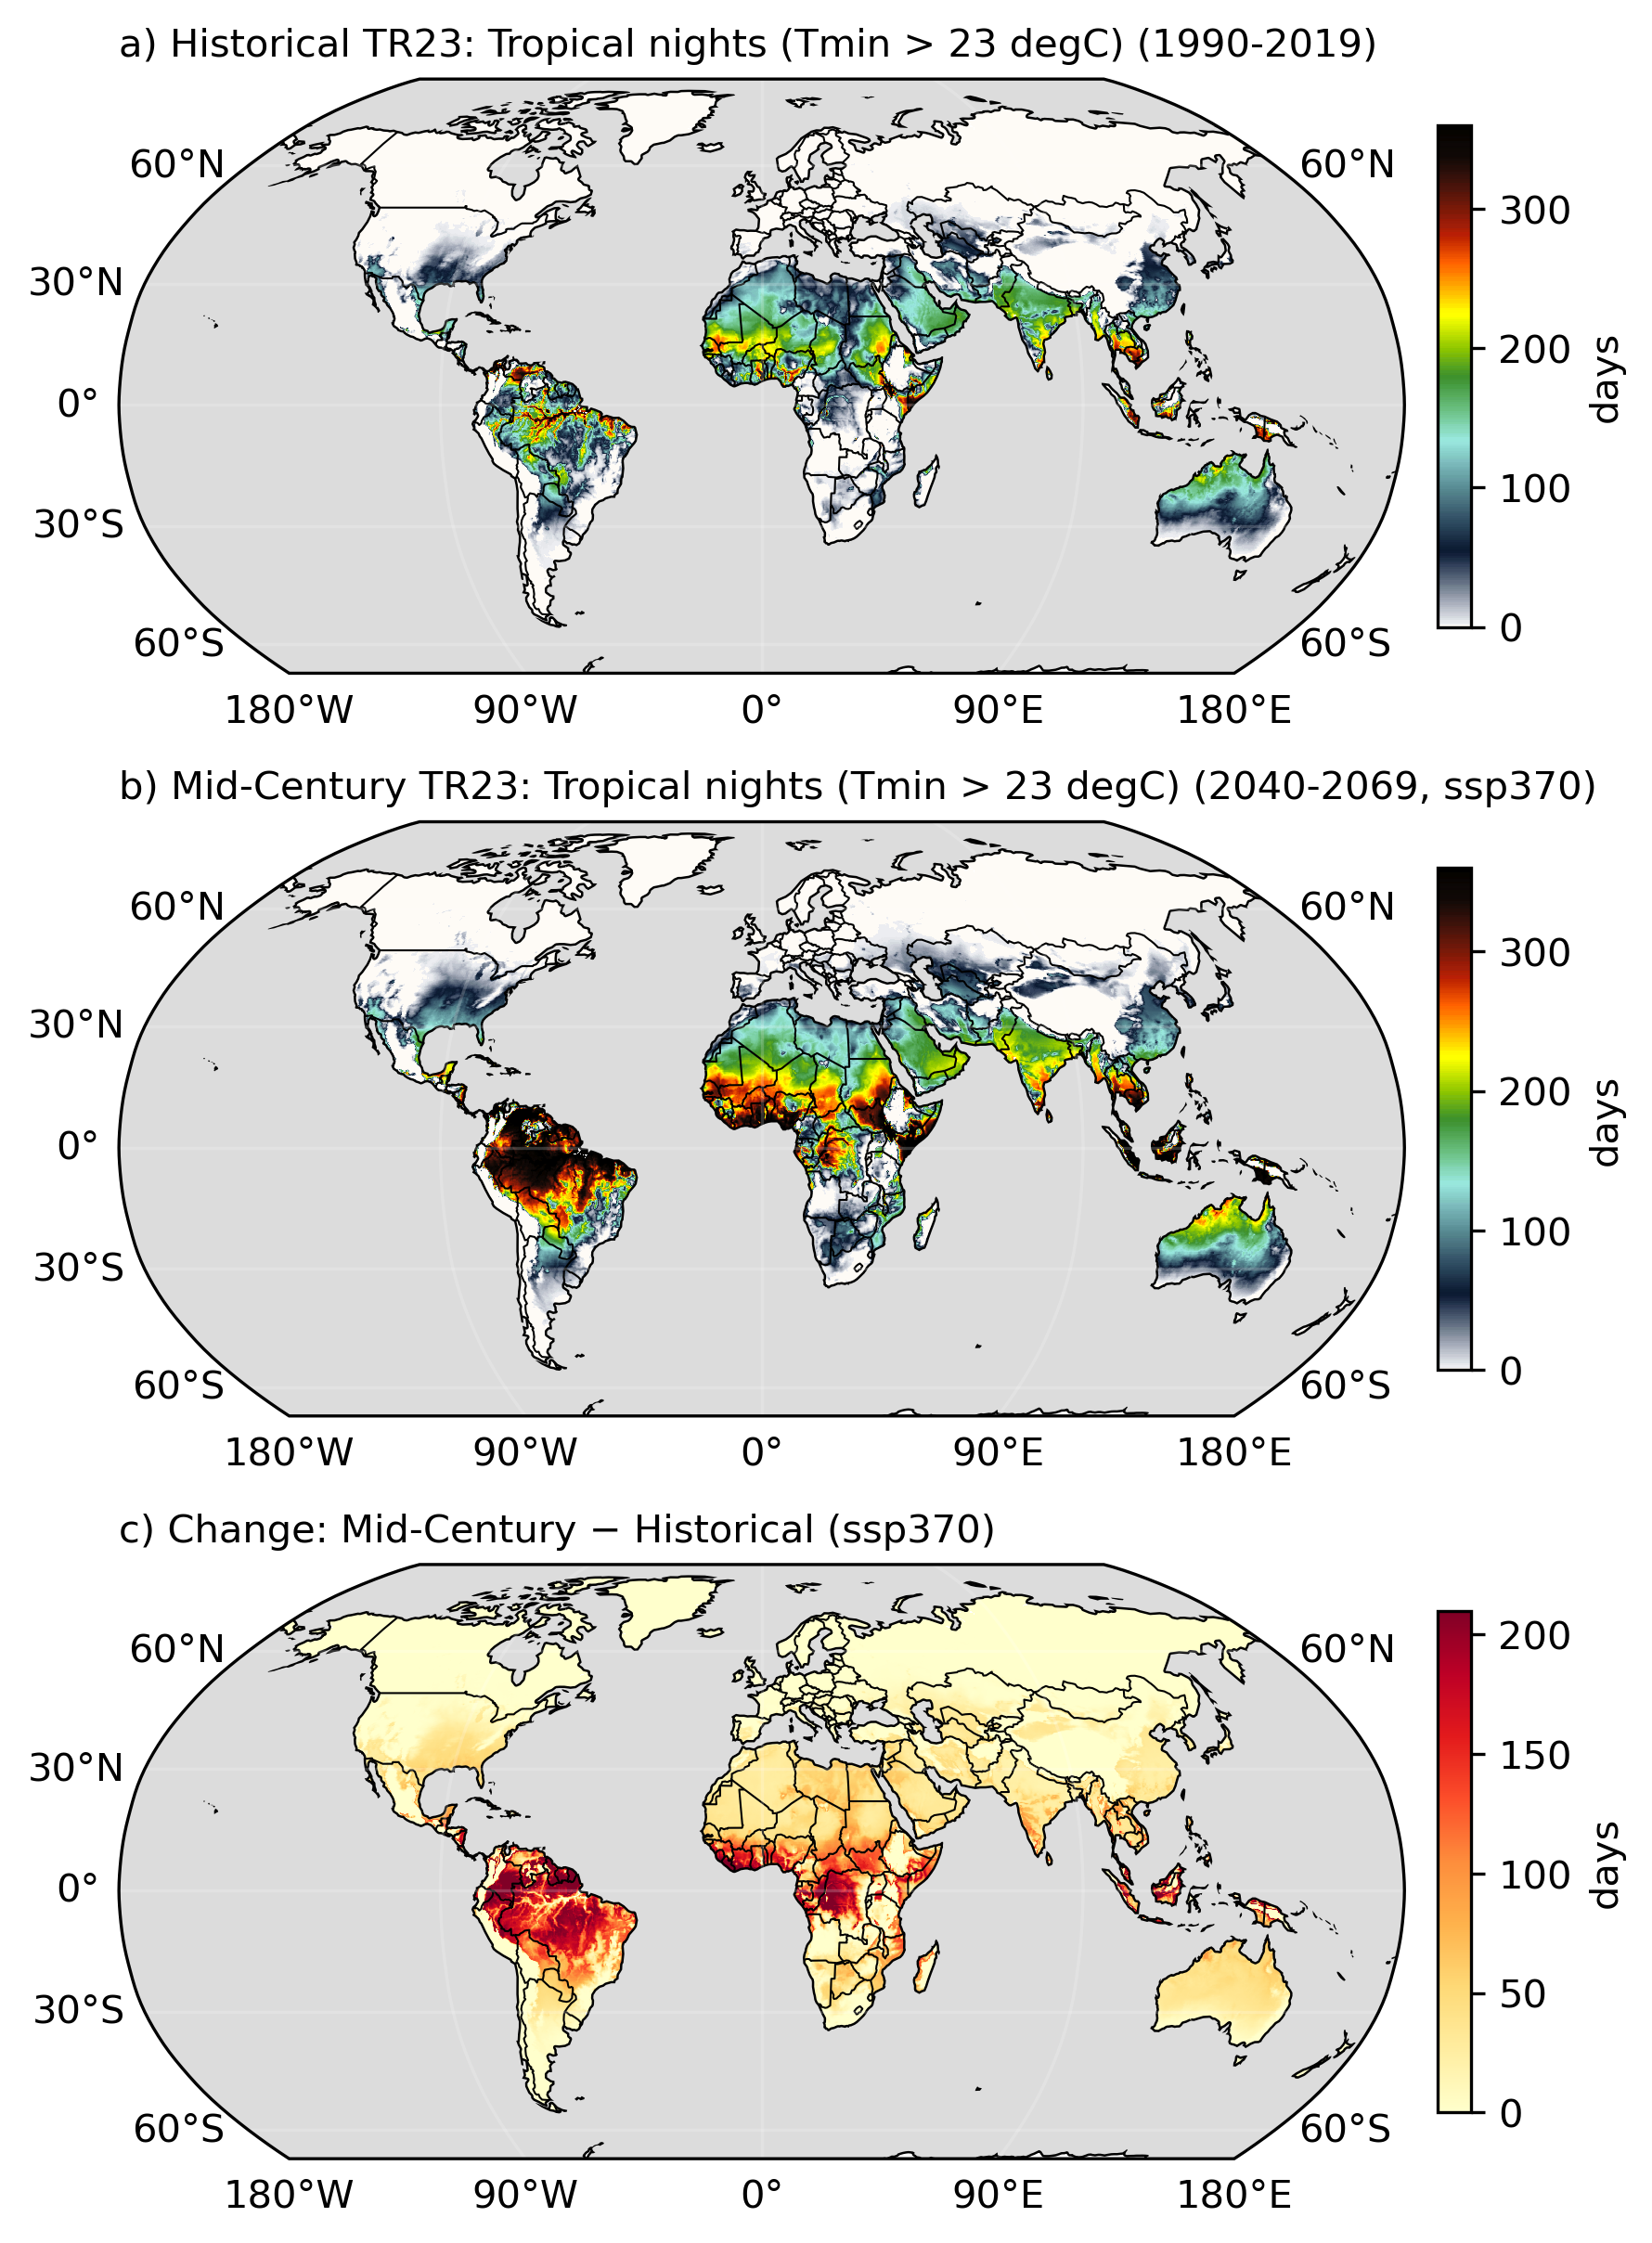 a) Historical TR23: Tropical nights (Tmin > 23 degC) (1990-2019)
60°N 60°N
30°N
0°
30°S
60°S 60°S
180°W 90°W 0° 90°E 180°E
300
200
100
0
days
b) Mid-Century TR23: Tropical nights (Tmin > 23 degC) (2040-2069, ssp370)
60°N 60°N
30°N
0°
30°S
60°S 60°S
180°W 90°W 0° 90°E 180°E
300
200
100
0
days
c) Change: Mid-Century − Historical (ssp370)
60°N 60°N
30°N
0°
30°S
60°S 60°S
180°W 90°W 0° 90°E 180°E
200
150
100
50
0
days